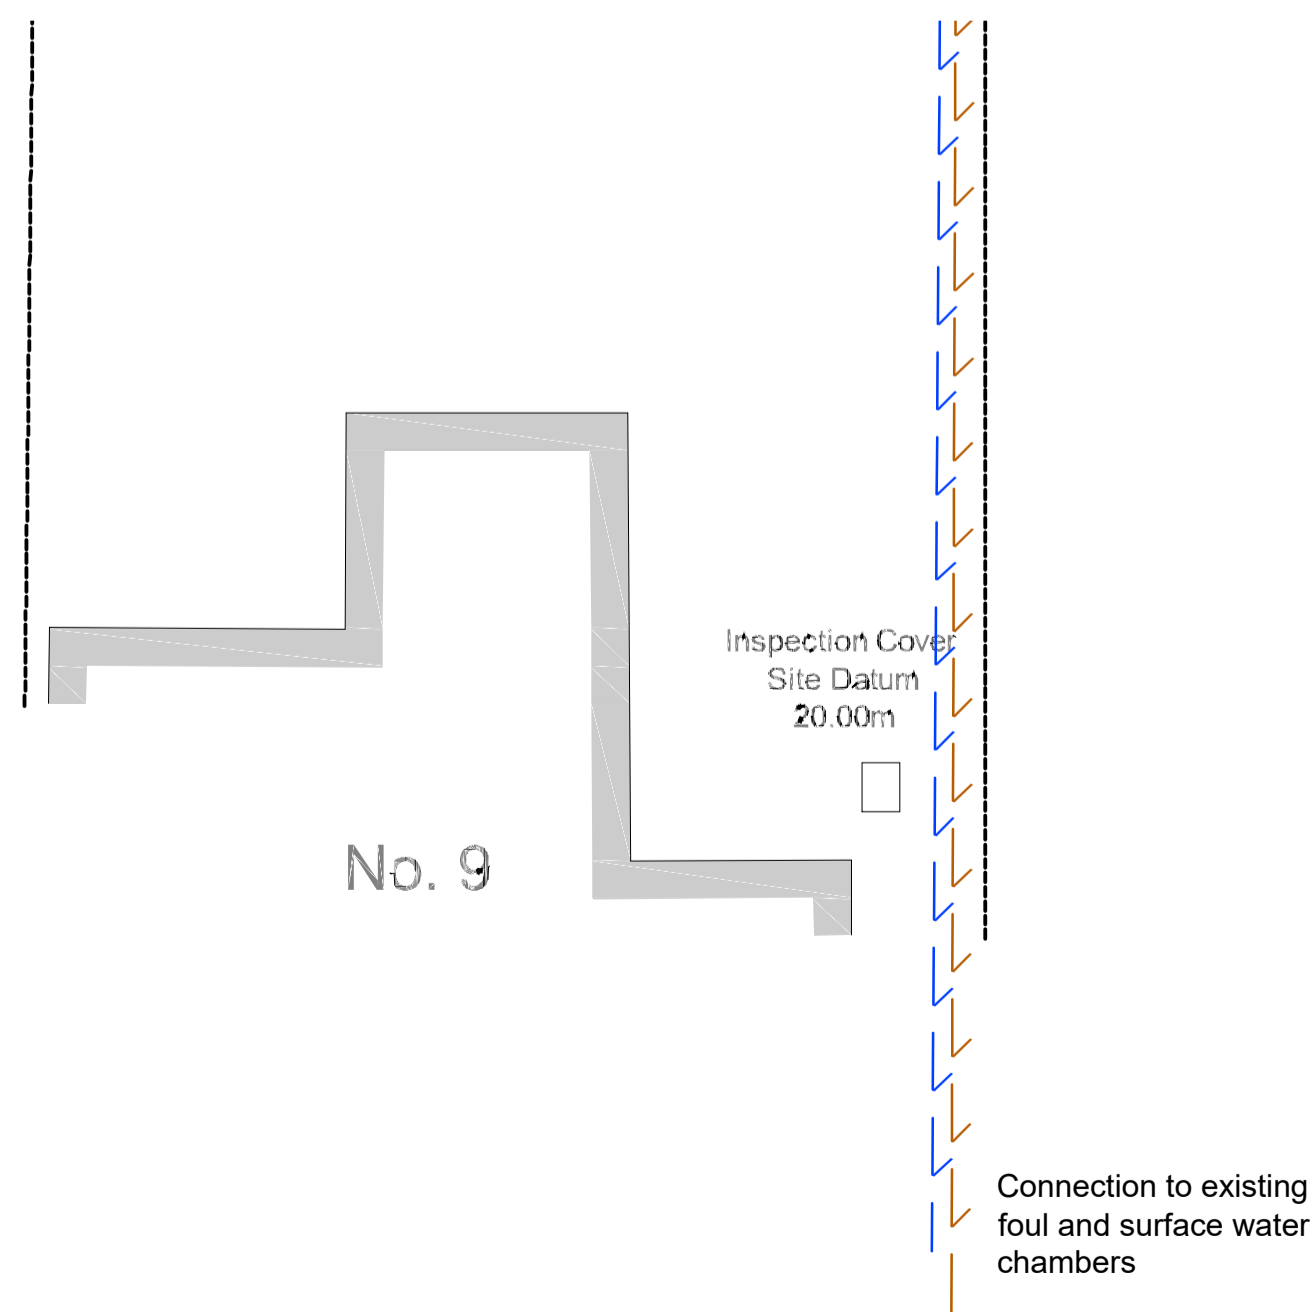 Inspection Cover
Site Datum
20.00m
No. 9
Connection to existing
foul and surface water
chambers